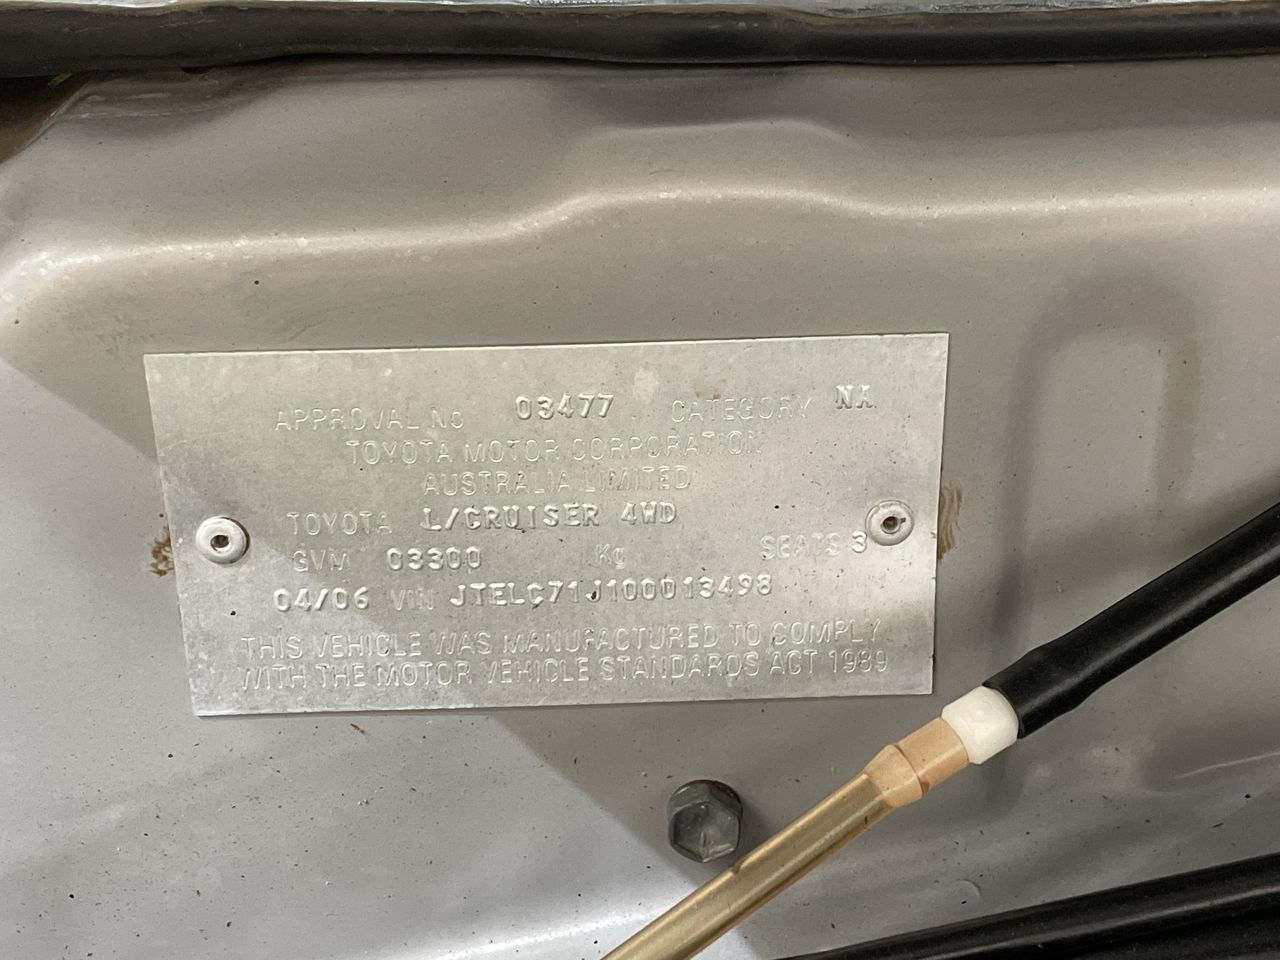 APPROVAL No 03477 CATEGORY NA
TOYOTA MOTOR CORPORATION
AUSTRALIA LIMITED
TOYOTA L/CRUISER 4WD
GVM 03300 Kg SEATS 3
04/06 VIN JTELC71J100013498
THIS VEHICLE WAS MANUFACTURED TO COMPLY
WITH THE MOTOR VEHICLE STANDARDS ACT 1989